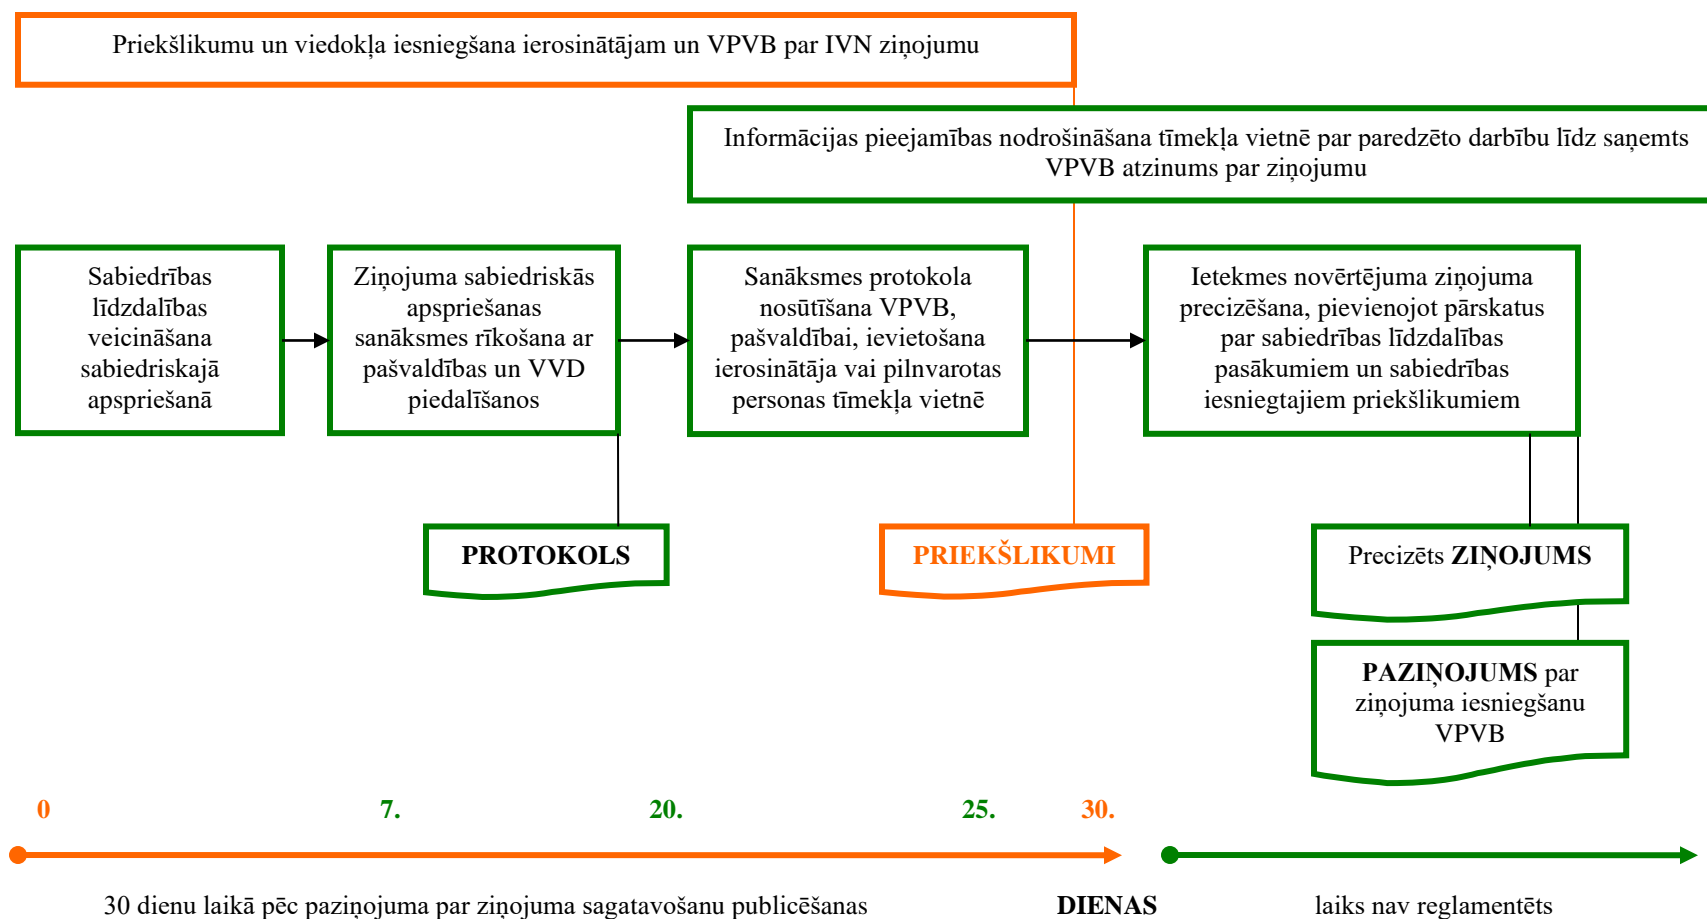 Priekšlikumu un viedokļa iesniegšana ierosinātājam un VPVB par IVN ziņojumu
Informācijas pieejamības nodrošināšana tīmekļa vietnē par paredzēto darbību līdz saņemts
VPVB atzinums par ziņojumu
Sabiedrības
līdzdalības
veicināšana
sabiedriskajā
apspriešanā
Ziņojuma sabiedriskās
apspriešanas
sanāksmes rīkošana ar
pašvaldības un VVD
piedalīšanos
Sanāksmes protokola
nosūtīšana VPVB,
pašvaldībai, ievietošana
ierosinātāja vai pilnvarotas
personas tīmekļa vietnē
Ietekmes novērtējuma ziņojuma
precizēšana, pievienojot pārskatus
par sabiedrības līdzdalības
pasākumiem un sabiedrības
iesniegtajiem priekšlikumiem
PROTOKOLS
PRIEKŠLIKUMI
Precizēts ZIŅOJUMS
PAZIŅOJUMS par
ziņojuma iesniegšanu
VPVB
0 7. 20. 25. 30.
30 dienu laikā pēc paziņojuma par ziņojuma sagatavošanu publicēšanas DIENAS laiks nav reglamentēts